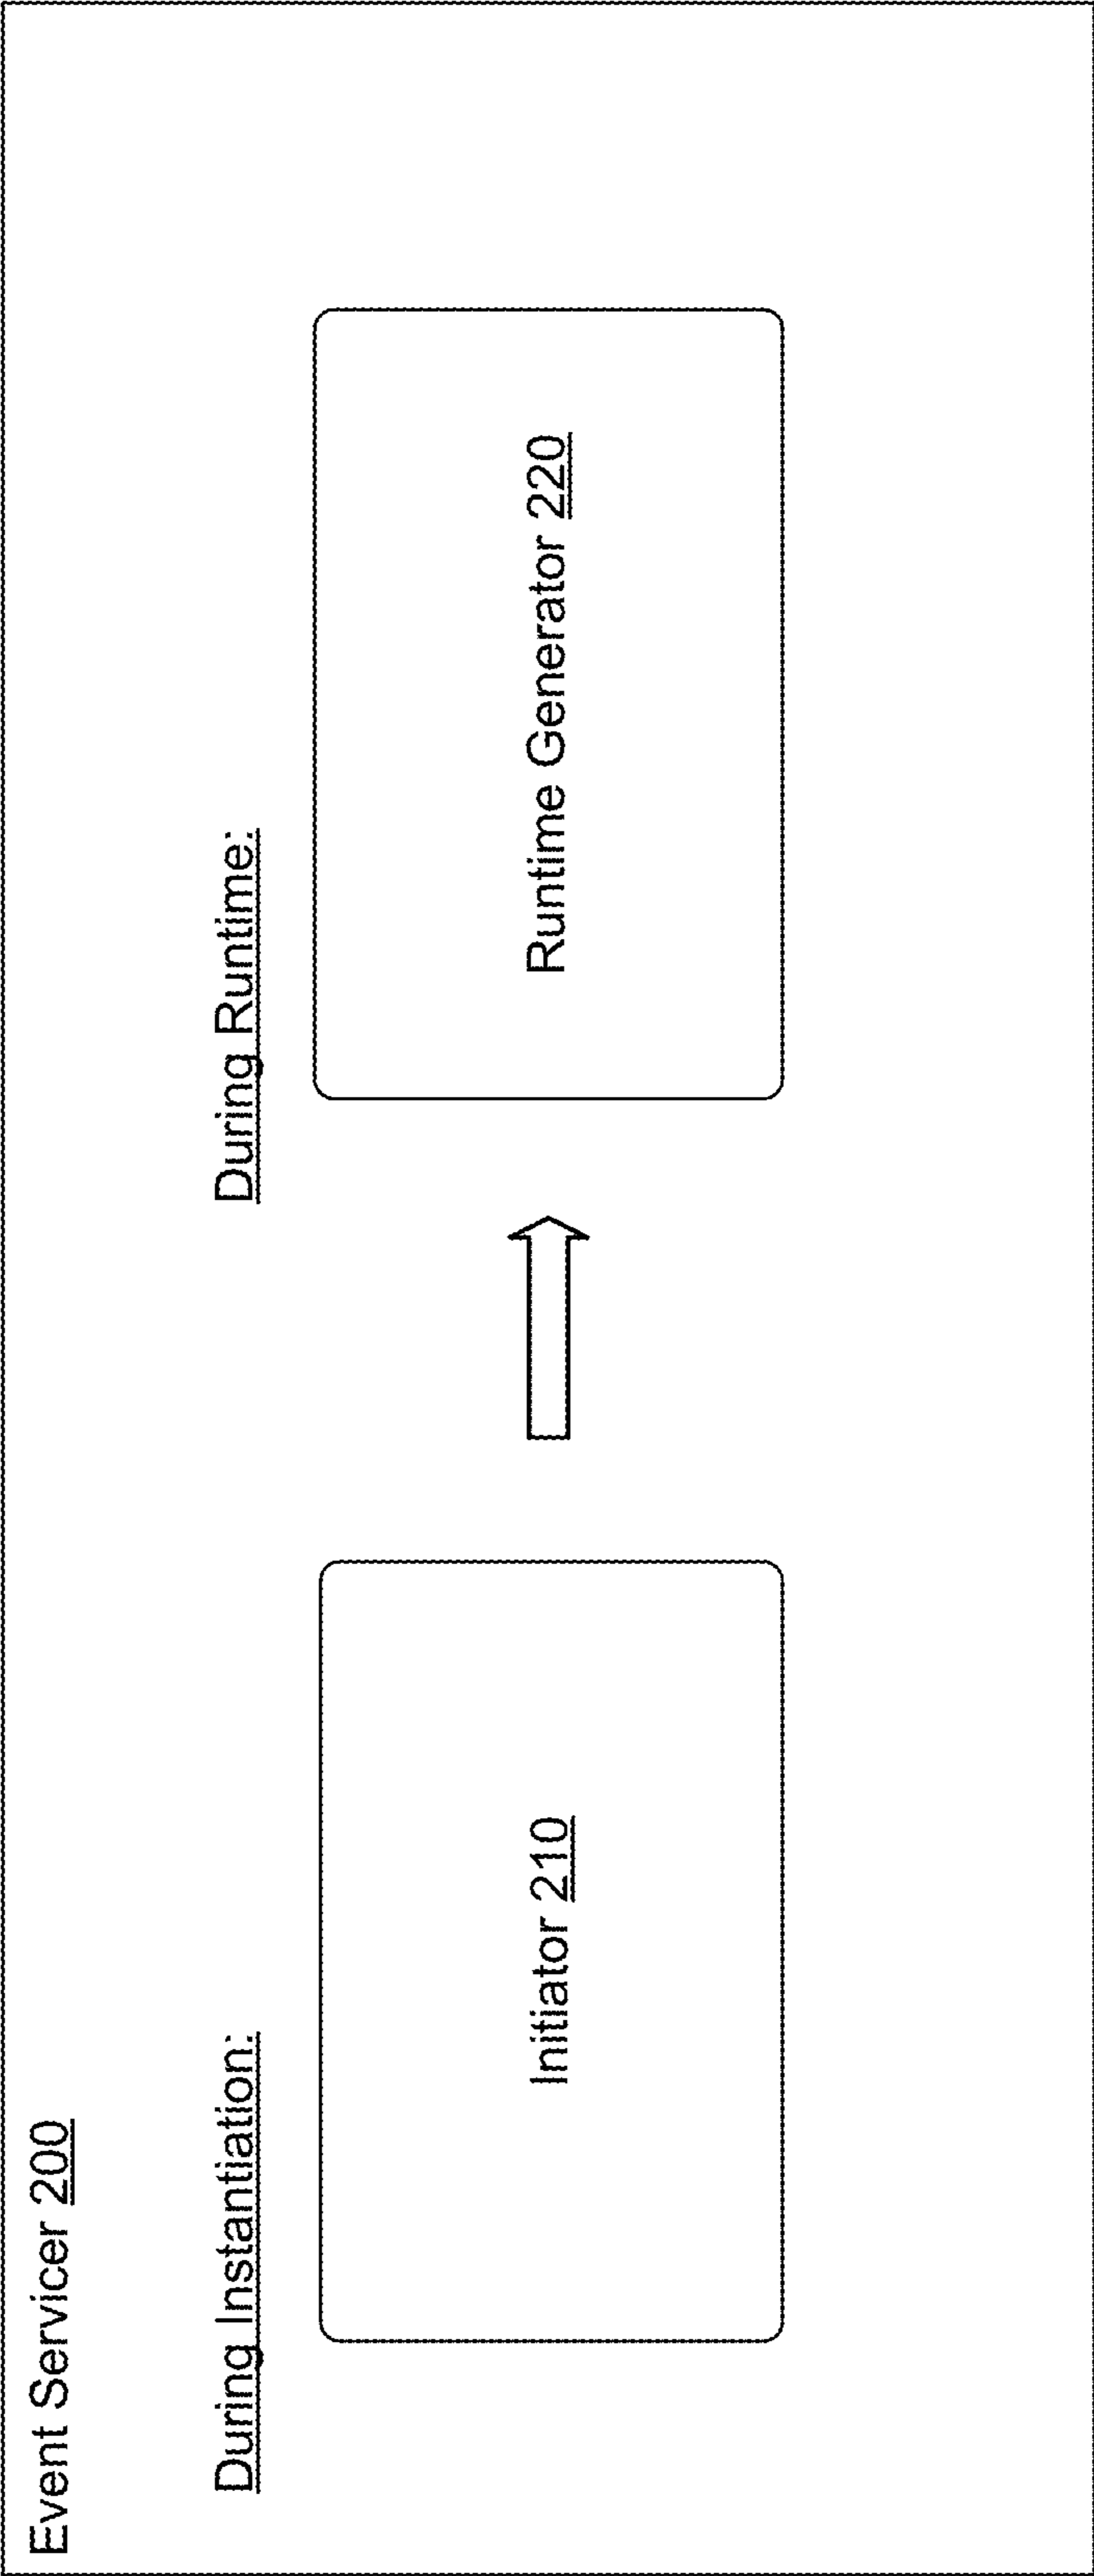 Event Servicer 200
During Instantiation:
During Runtime:
Initiator 210
Runtime Generator 220